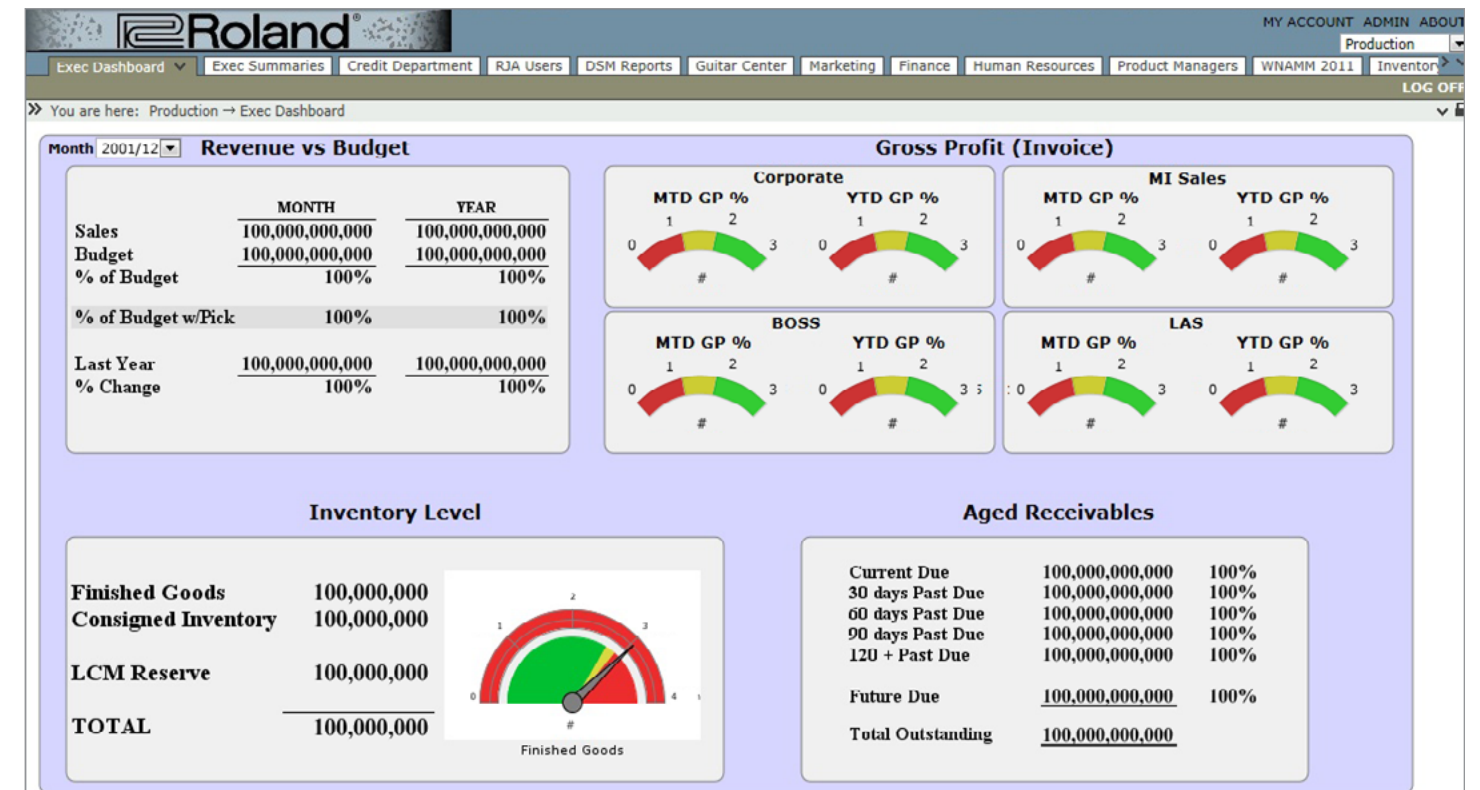 Roland®
MY ACCOUNT ADMIN ABOUT
Production
Exec Dashboard Exec Summaries Credit Department RJA Users DSM Reports Guitar Center Marketing Finance Human Resources Product Managers WNAMM 2011 Inventory
LOG OFF
You are here: Production → Exec Dashboard
Month 2001/12 Revenue vs Budget
MONTH YEAR
Sales 100,000,000,000 100,000,000,000
Budget 100,000,000,000 100,000,000,000
% of Budget 100% 100%
% of Budget w/Pick 100% 100%
Last Year 100,000,000,000 100,000,000,000
% Change 100% 100%
Gross Profit (Invoice)
Corporate
MTD GP % YTD GP %
0 1 2 3 0 1 2 3
# #
MI Sales
MTD GP % YTD GP %
0 1 2 3 0 1 2 3
# #
BOSS
MTD GP % YTD GP %
0 1 2 3 0 1 2 3
# #
LAS
MTD GP % YTD GP %
0 1 2 3 0 1 2 3
# #
Inventory Level
Finished Goods 100,000,000
Consigned Inventory 100,000,000
LCM Reserve 100,000,000
TOTAL 100,000,000
0 1 2 3 4
#
Finished Goods
Aged Receivables
Current Due 100,000,000,000 100%
30 days Past Due 100,000,000,000 100%
60 days Past Due 100,000,000,000 100%
90 days Past Due 100,000,000,000 100%
120 + Past Due 100,000,000,000 100%
Future Due 100,000,000,000 100%
Total Outstanding 100,000,000,000